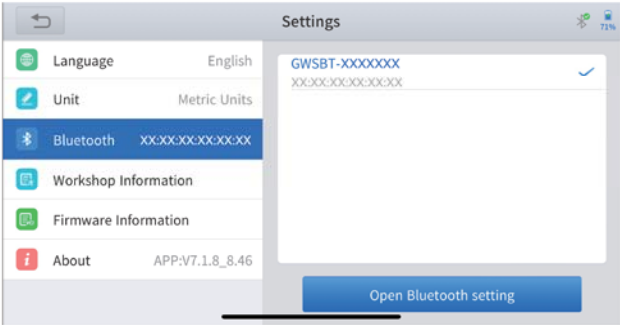 Settings
71%
Language English
Unit Metric Units
Bluetooth XX:XX:XX:XX:XX:XX
Workshop Information
Firmware Information
About APP:V7.1.8_8.46
GWSBT-XXXXXXX
XX:XX:XX:XX:XX:XX
Open Bluetooth setting